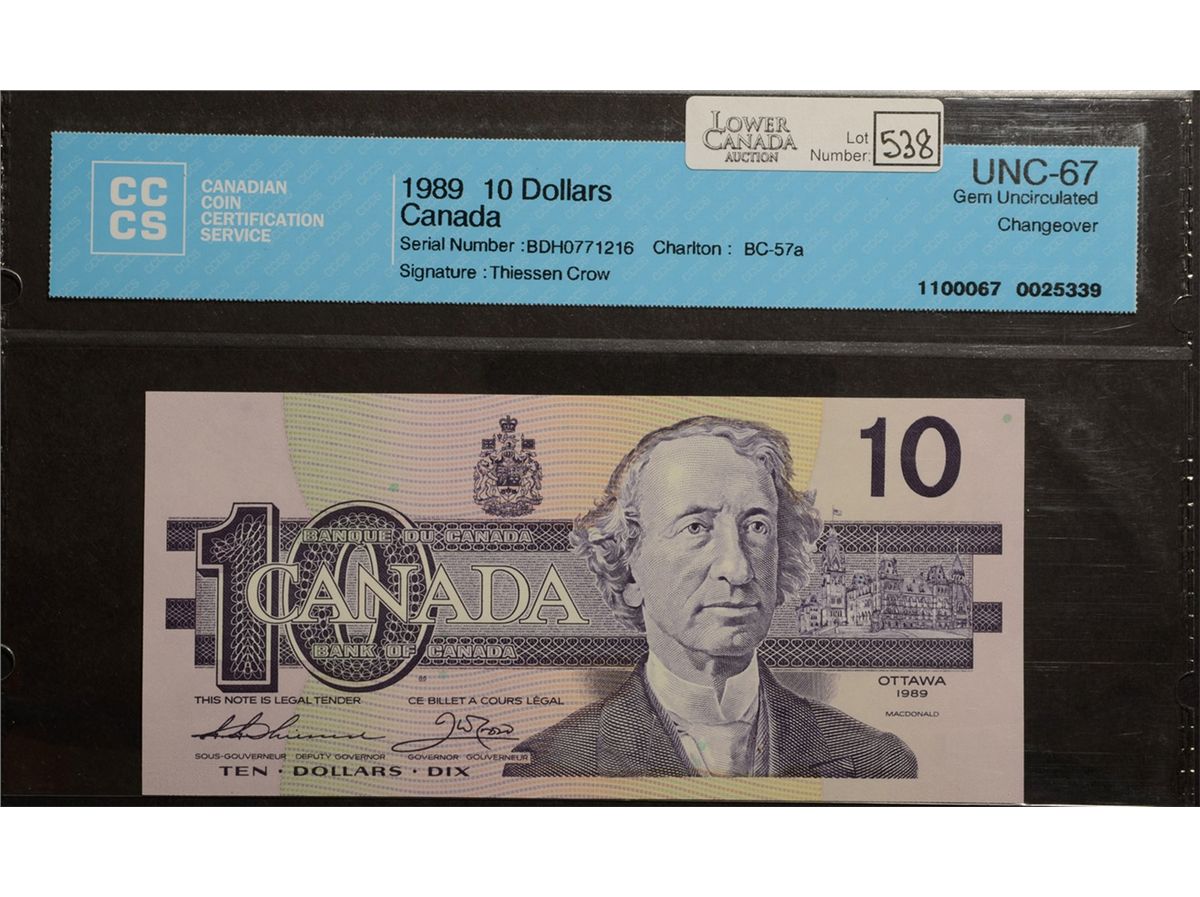 LOWER
CANADA
AUCTION
Lot
Number:
538
CC
CS
CANADIAN
COIN
CERTIFICATION
SERVICE
1989 10 Dollars
Canada
Serial Number :BDH0771216 Charlton : BC-57a
Signature : Thiessen Crow
UNC-67
Gem Uncirculated
Changeover
1100067 0025339
10
10
BANQUE DU CANADA
CANADA
BANK OF CANADA
OTTAWA
1989
MACDONALD
THIS NOTE IS LEGAL TENDER CE BILLET A COURS LÉGAL
SOUS-GOUVERNEUR DEPUTY GOVERNOR GOVERNOR GOUVERNEUR
TEN · DOLLARS · DIX